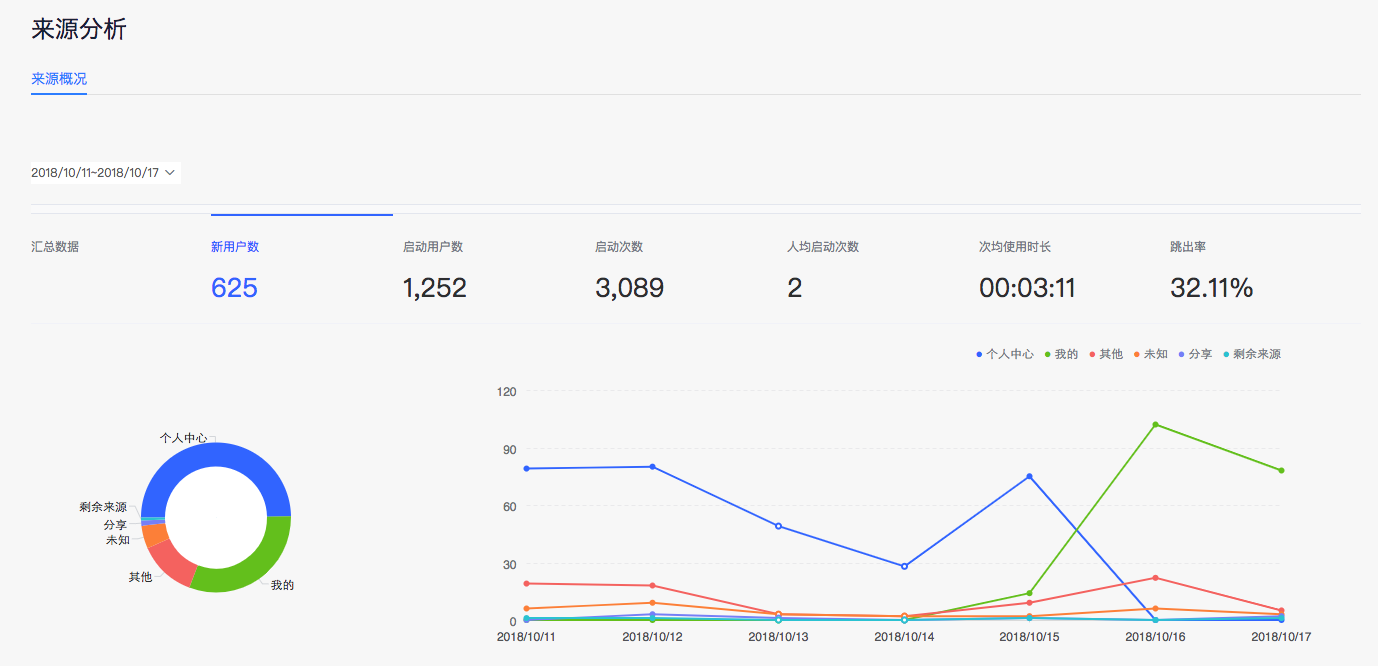 来源分析
来源概况
2018/10/11~2018/10/17
汇总数据 新用户数 启动用户数 启动次数 人均启动次数 次均使用时长 跳出率
625 1,252 3,089 2 00:03:11 32.11%
个人中心 我的 其他 未知 分享 剩余来源
个人中心
剩余来源
分享
未知
其他
我的
120
90
60
30
0
2018/10/11 2018/10/12 2018/10/13 2018/10/14 2018/10/15 2018/10/16 2018/10/17